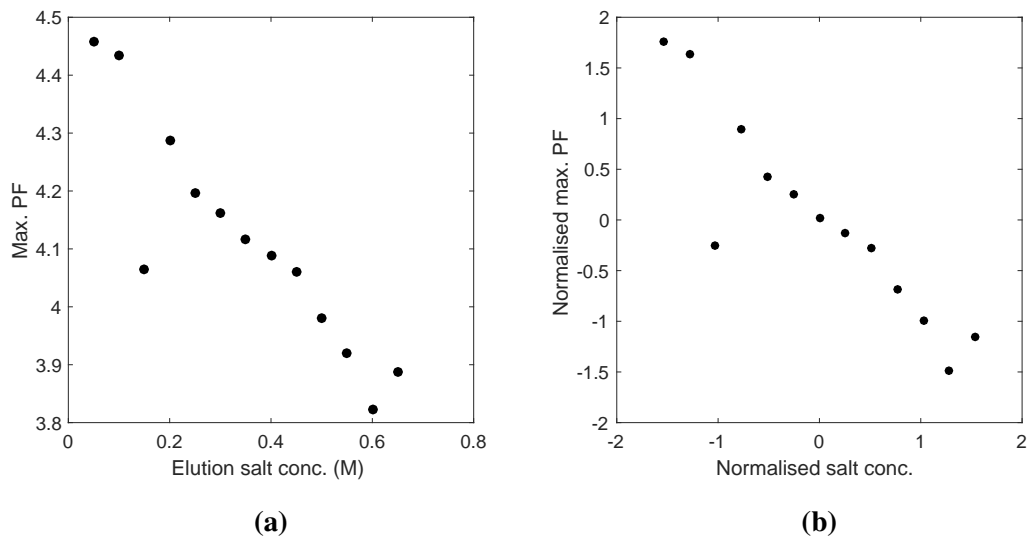 4.5
4.4
4.3
4.2
4.1
4
3.9
3.8
Max. PF
0 0.2 0.4 0.6 0.8
Elution salt conc. (M)
(a)
2
1.5
1
0.5
0
-0.5
-1
-1.5
-2
Normalised max. PF
-2 -1 0 1 2
Normalised salt conc.
(b)